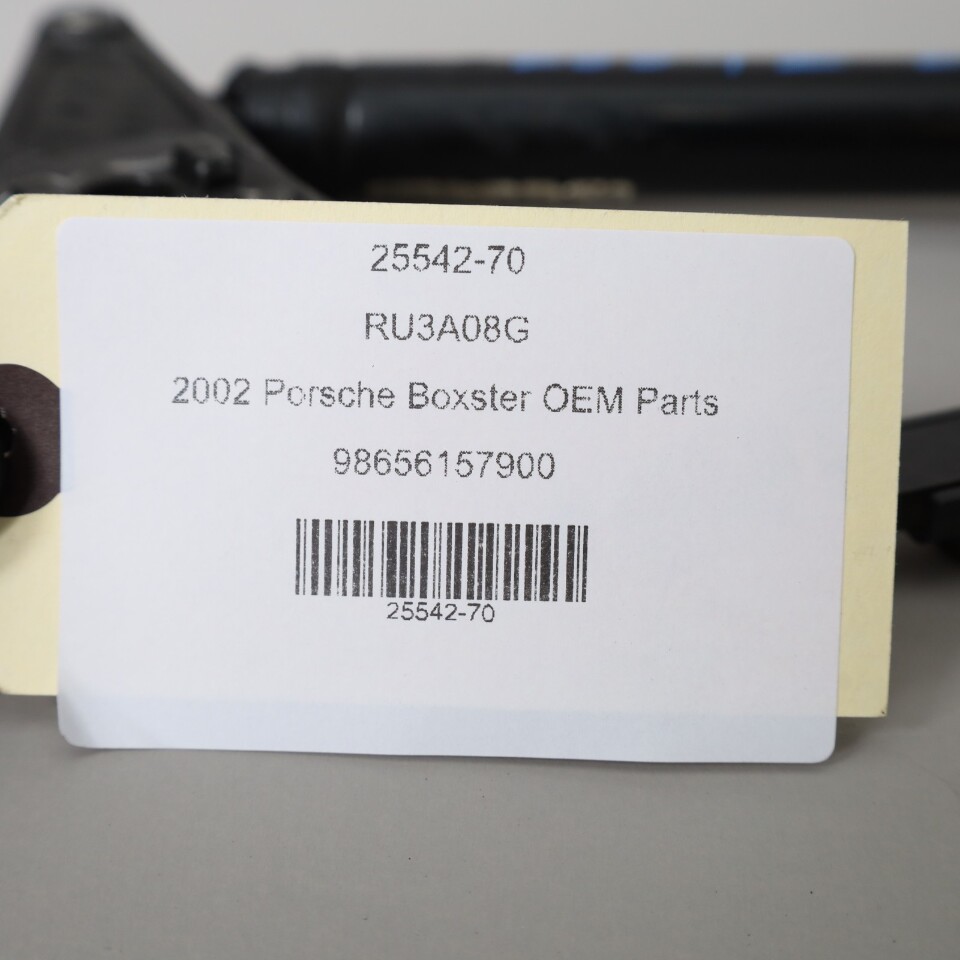 25542-70
RU3A08G
2002 Porsche Boxster OEM Parts
98656157900
25542-70